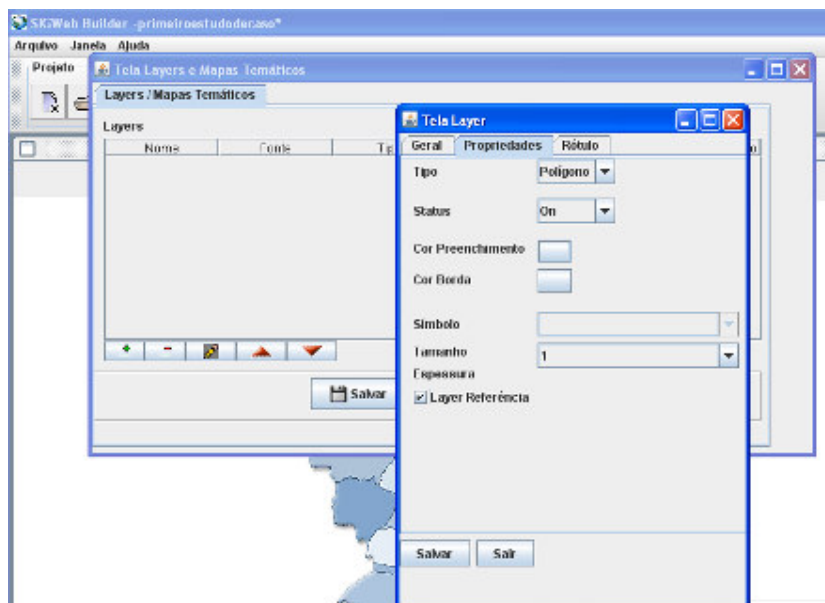 SIGWeb Builder -primeiroestudodecaso*
Arquivo Janela Ajuda
Projeto
Tela Layers e Mapas Temáticos
Layers / Mapas Temáticos
Layers
Nome Fonte Tip
Tela Layer
Geral Propriedades Rótulo
Tipo Polígono
Status On
Cor Preenchimento
Cor Borda
Símbolo
Tamanho 1
Espessura
Layer Referência
Salvar
Salvar Sair